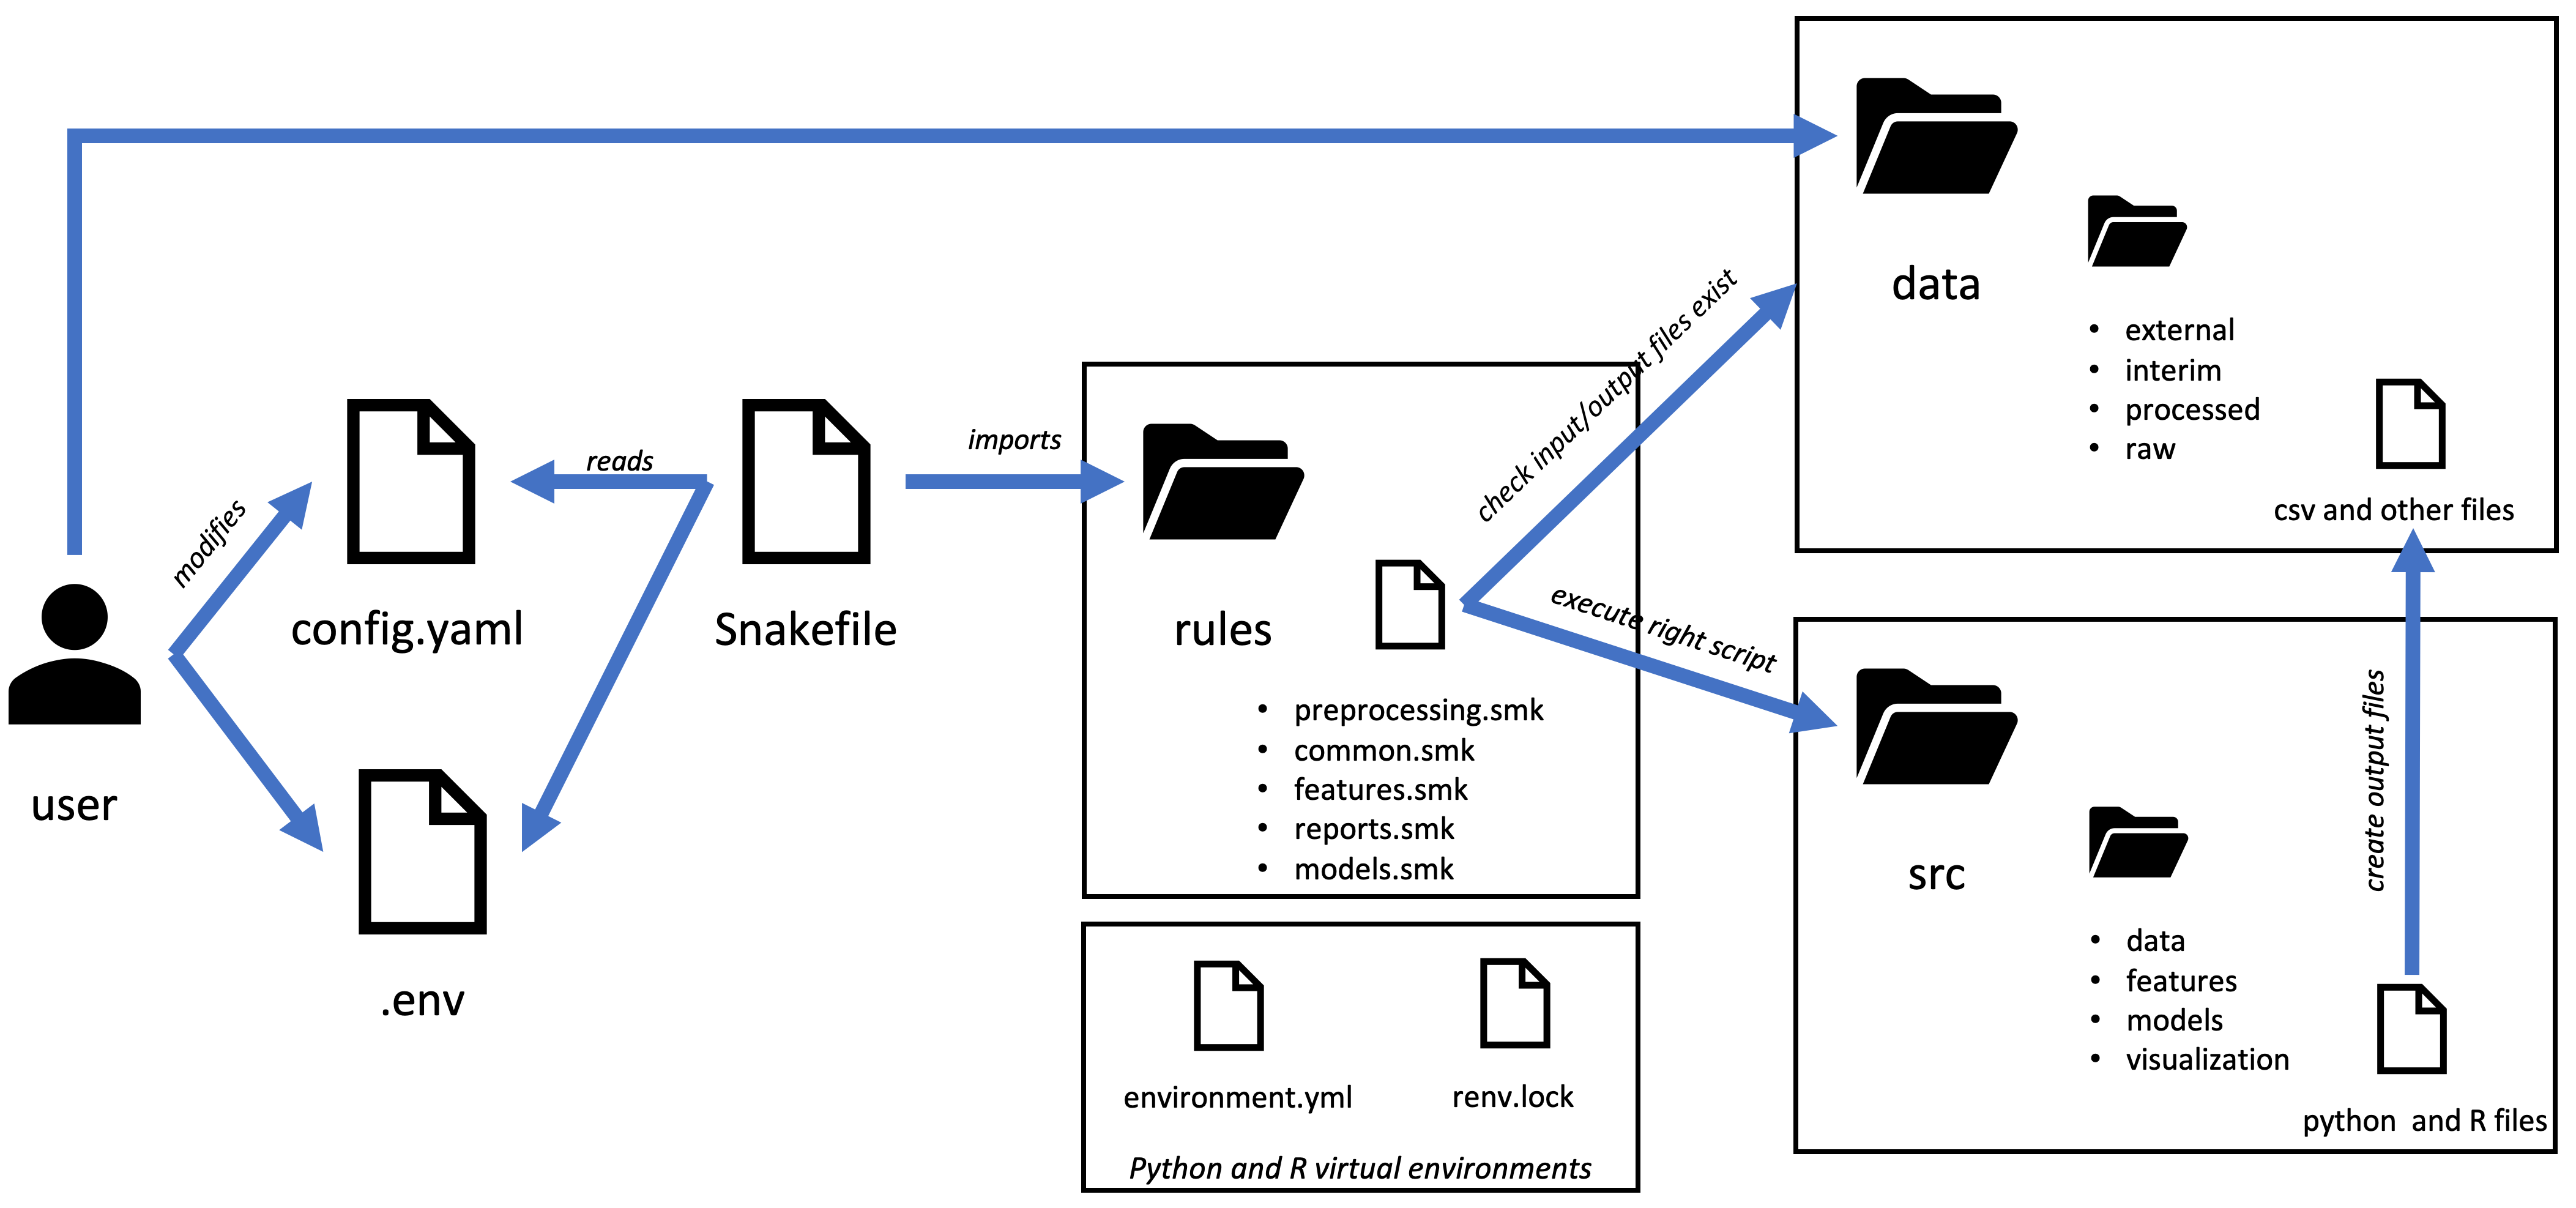 user
modifies
config.yaml
.env
reads
Snakefile
imports
rules
preprocessing.smk
common.smk
features.smk
reports.smk
models.smk
environment.yml
renv.lock
Python and R virtual environments
check input/output files exist
execute right script
data
external
interim
processed
raw
csv and other files
src
data
features
models
visualization
create output files
python and R files